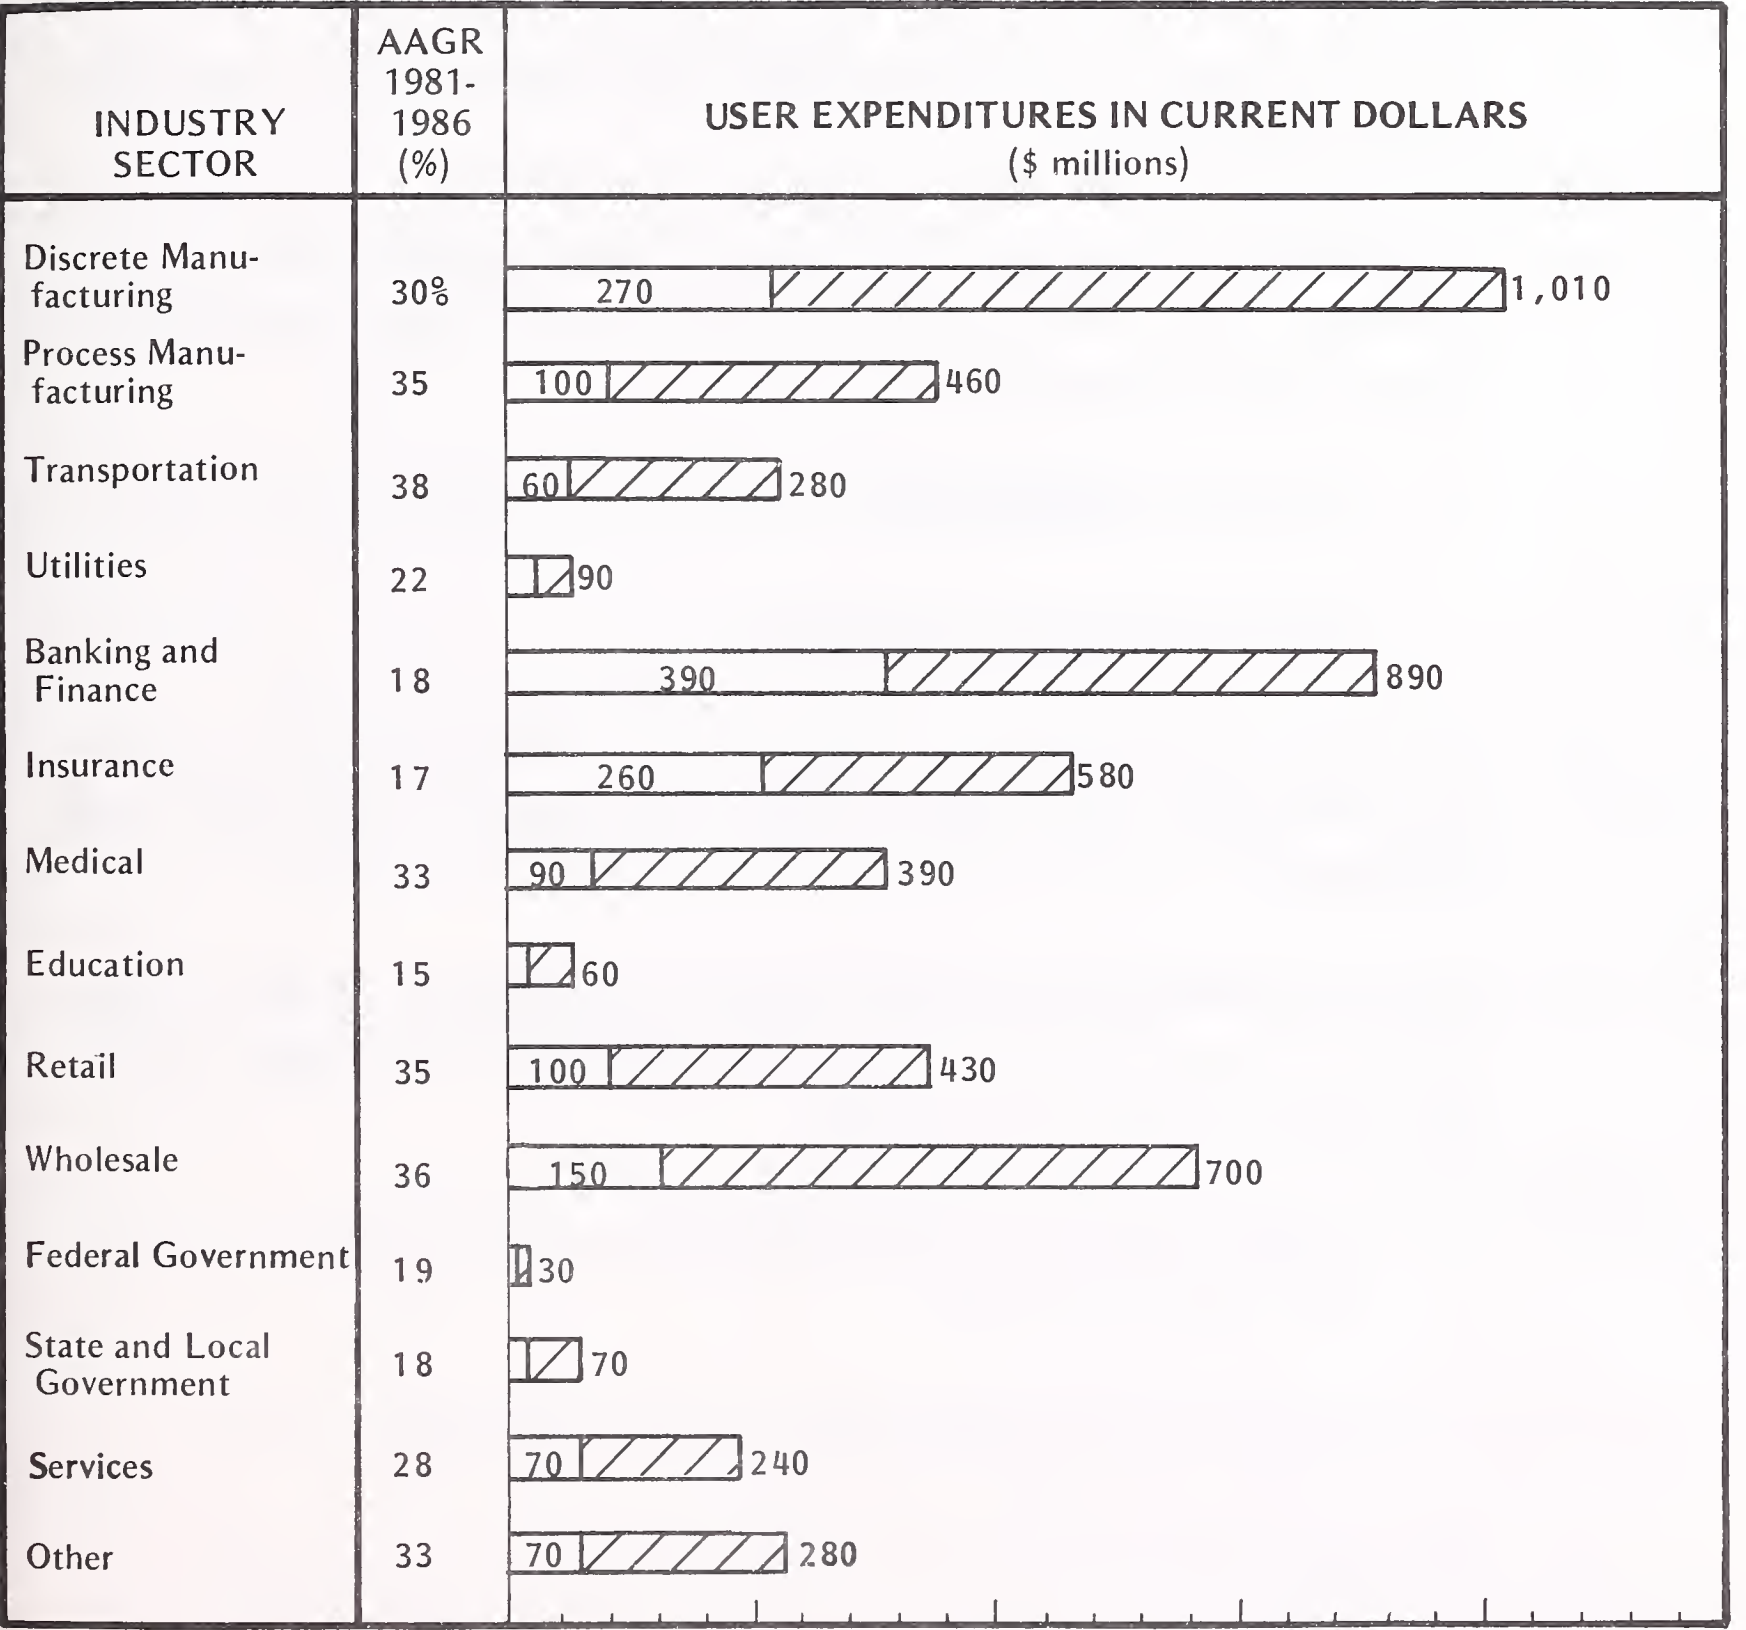 AAGR
1981-
1986
(%)
INDUSTRY
SECTOR
USER EXPENDITURES IN CURRENT DOLLARS
($ millions)
Discrete Manu-
facturing
30%
270
1,010
Process Manu-
facturing
35
100
460
Transportation
38
60
280
Utilities
22
90
Banking and
Finance
18
390
890
Insurance
17
260
580
Medical
33
90
390
Education
15
60
Retail
35
100
430
Wholesale
36
150
700
Federal Government
19
30
State and Local
Government
18
70
Services
28
70
240
Other
33
70
280